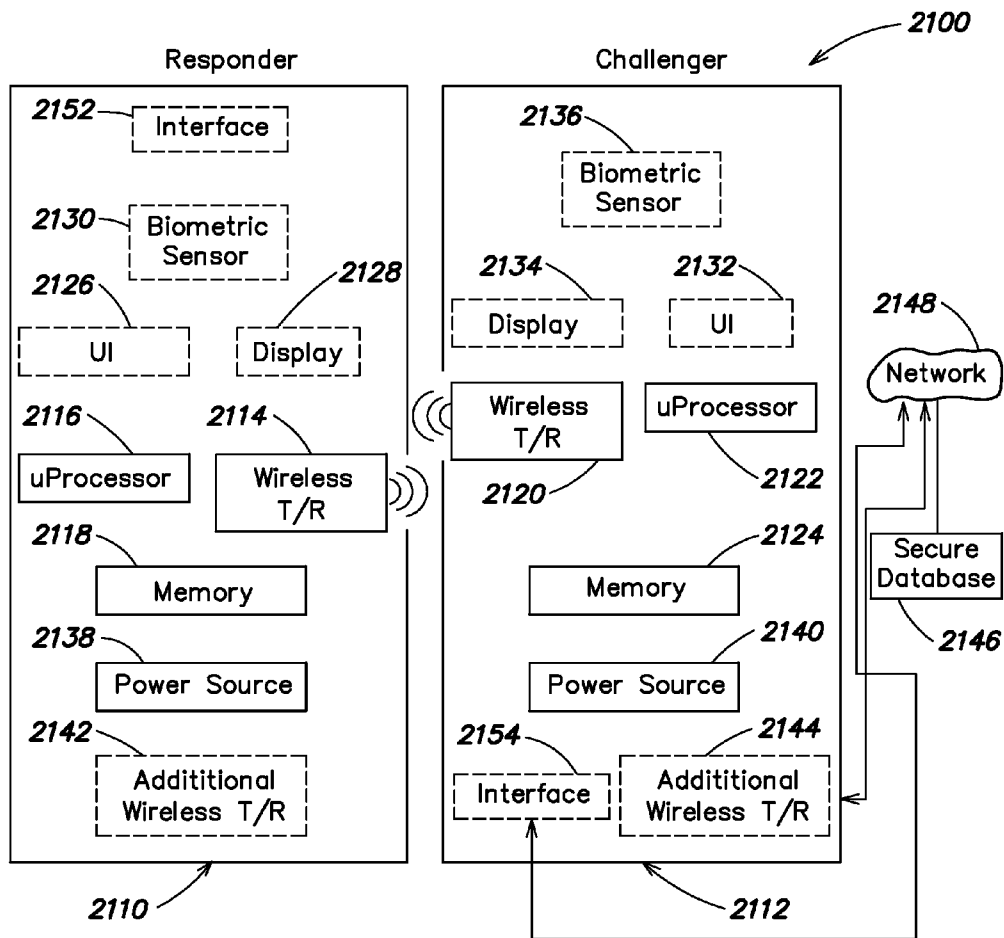 2100
Responder
Challenger
2152
Interface
2136
Biometric
Sensor
2130
Biometric
Sensor
2126
2128
UI
Display
2134
2132
Display
UI
2148
Network
2116
2114
uProcessor
Wireless
T/R
Wireless
T/R
uProcessor
2120
2122
2118
Memory
2124
Memory
Secure
Database
2146
2138
Power Source
2140
Power Source
2142
Addititional
Wireless T/R
2154
2144
Interface
Addititional
Wireless T/R
2110
2112